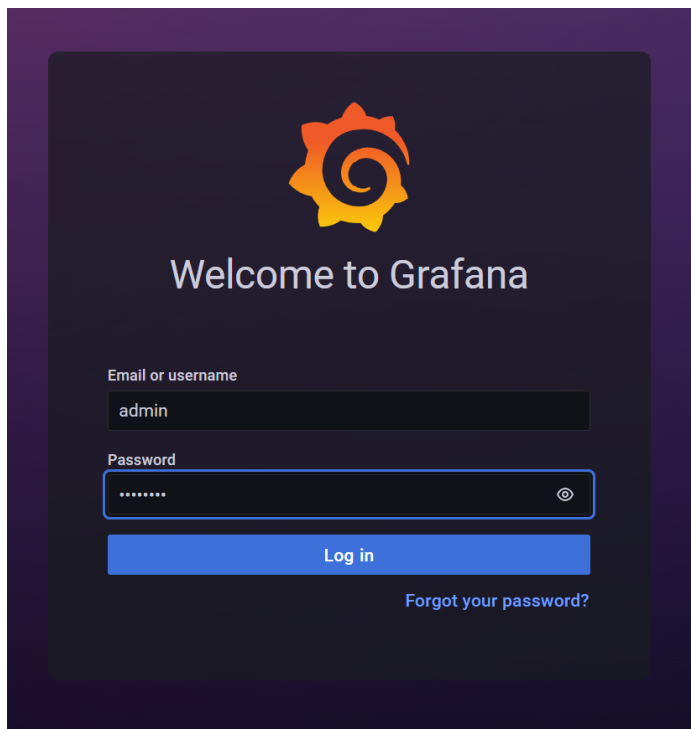 Welcome to Grafana
Email or username
admin
Password
••••••••
Log in
Forgot your password?